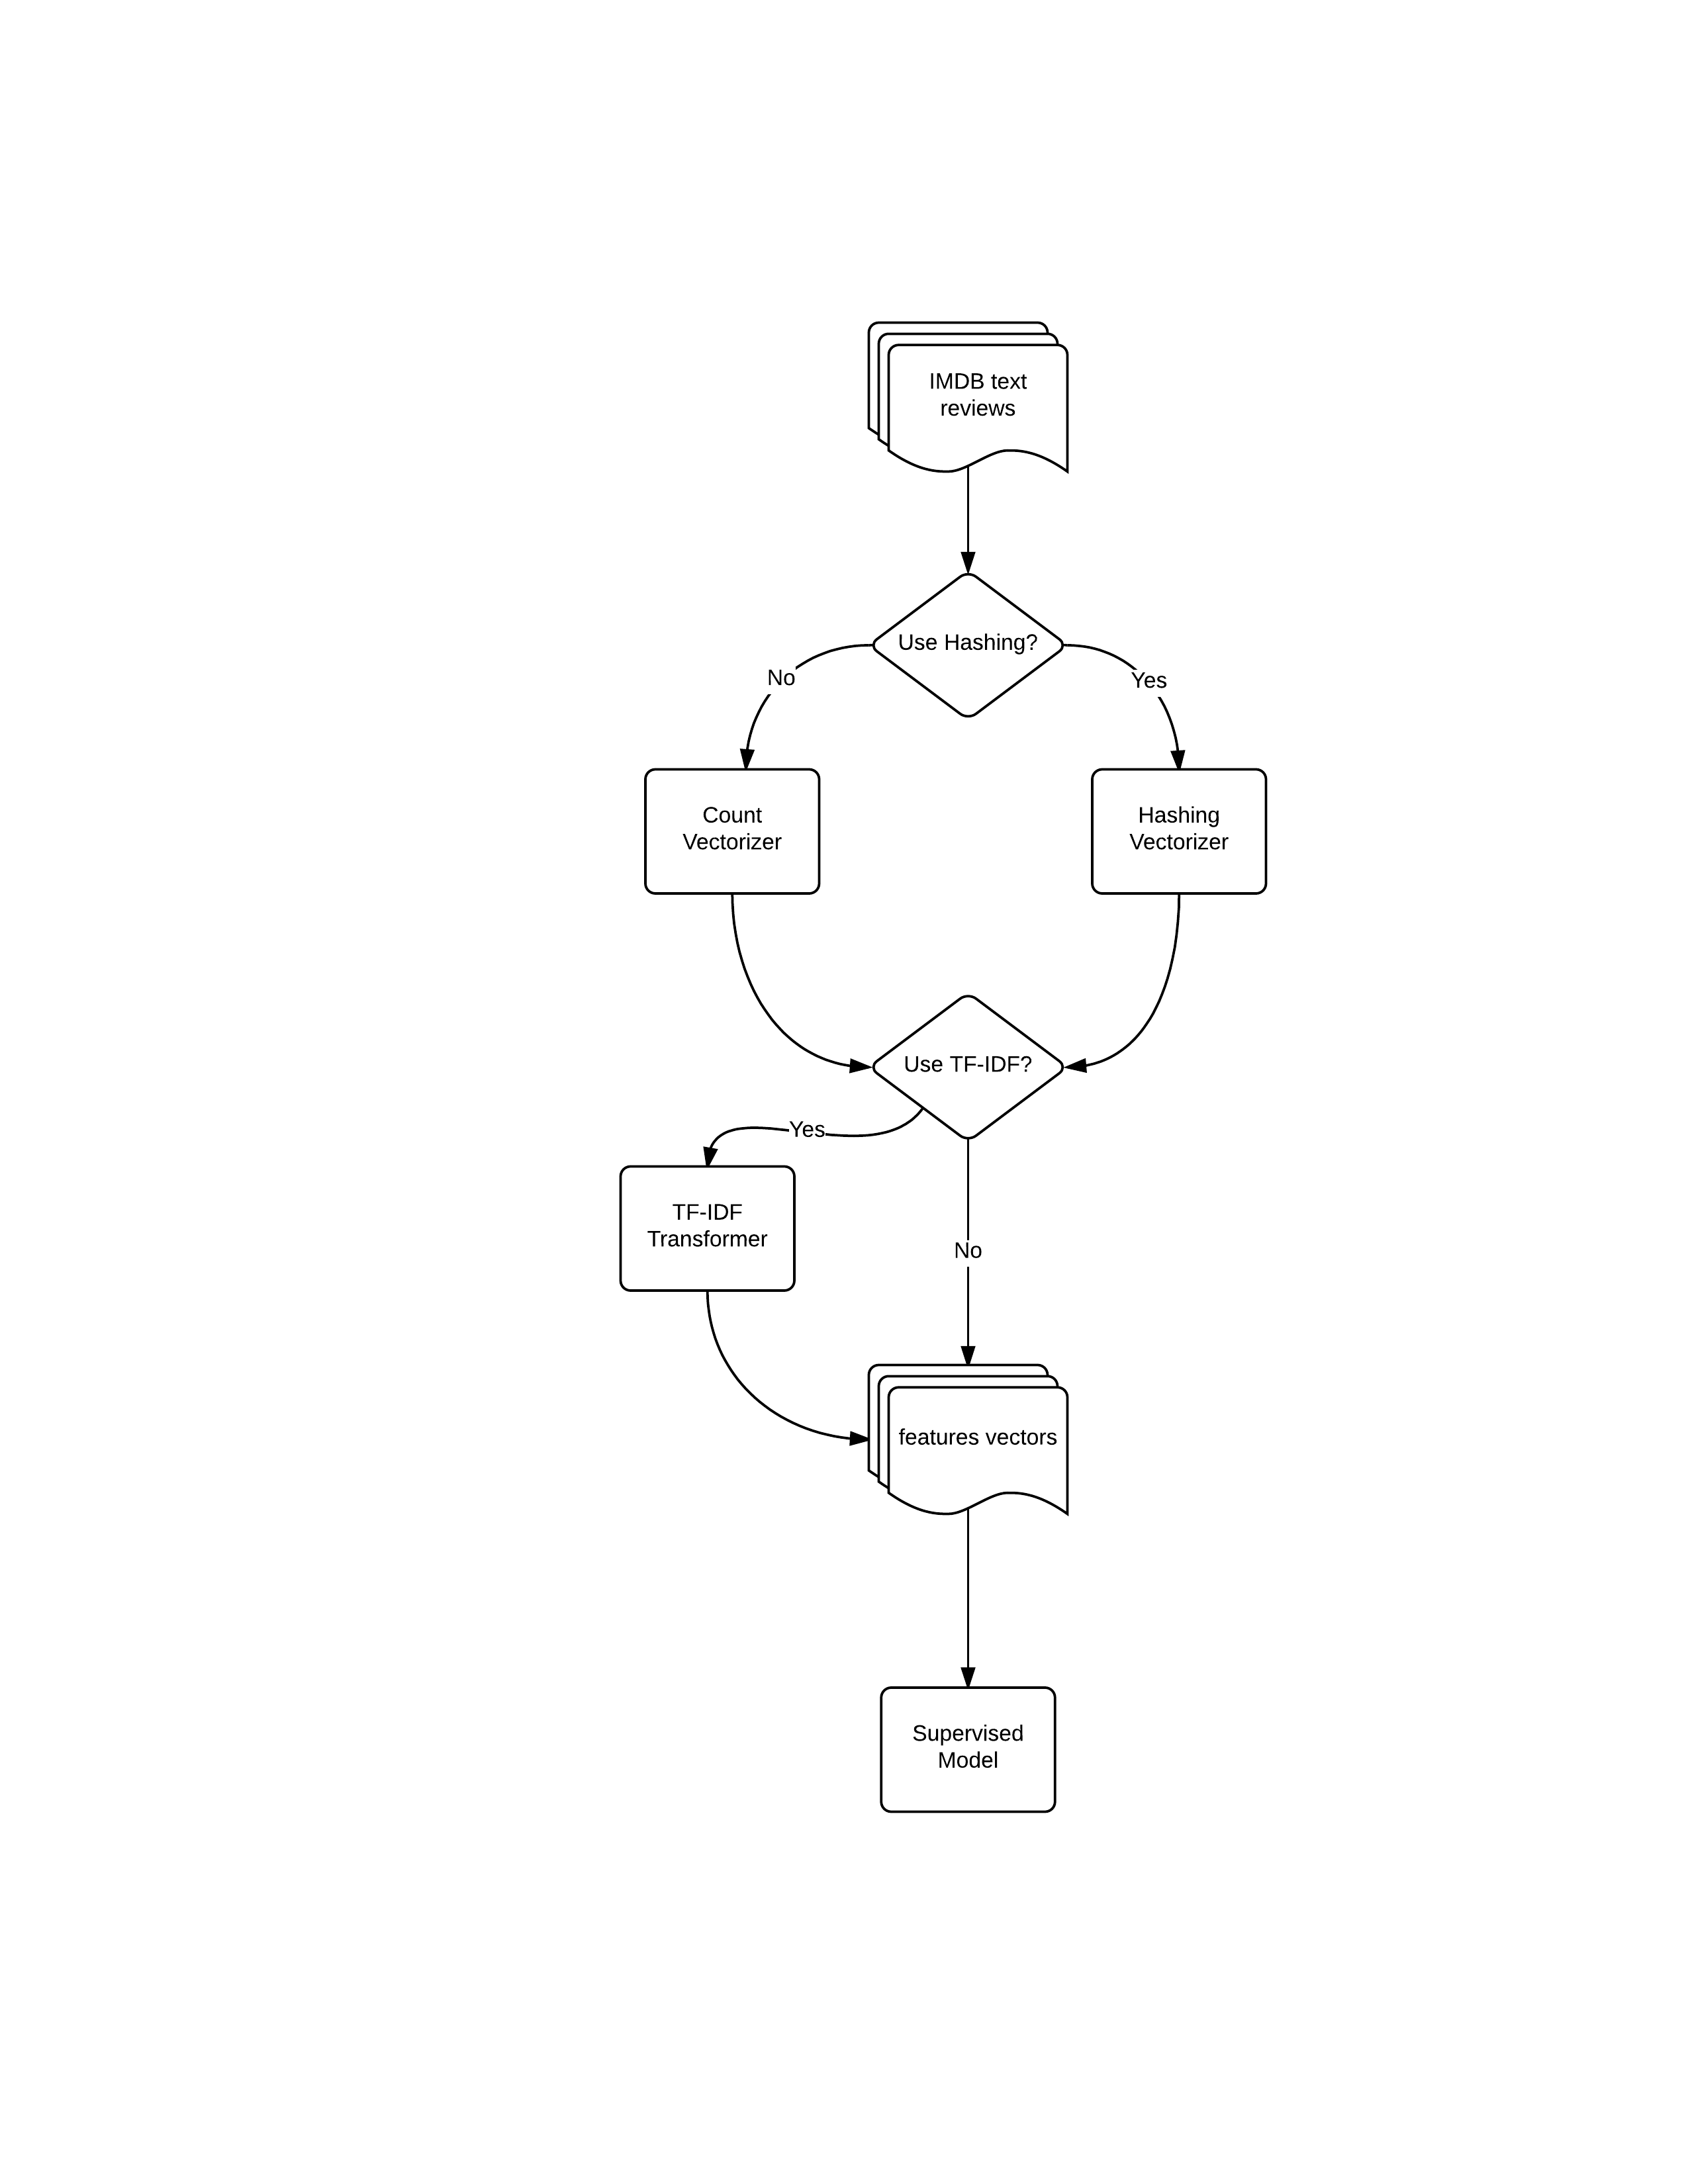 IMDB text
reviews
Use Hashing?
No
Yes
Count
Vectorizer
Hashing
Vectorizer
Use TF-IDF?
Yes
TF-IDF
Transformer
No
features vectors
Supervised
Model